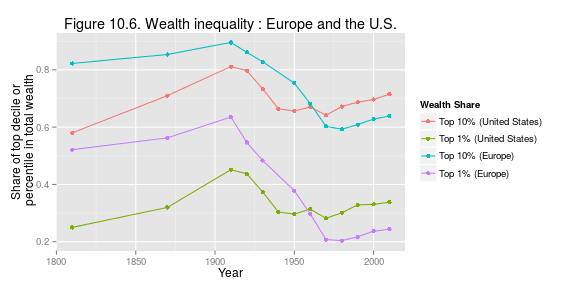 Figure 10.6. Wealth inequality : Europe and the U.S.
Share of top decile or
percentile in total wealth
0.8
0.6
0.4
0.2
1800
1850
1900
1950
2000
Year
Wealth Share
Top 10% (United States)
Top 1% (United States)
Top 10% (Europe)
Top 1% (Europe)